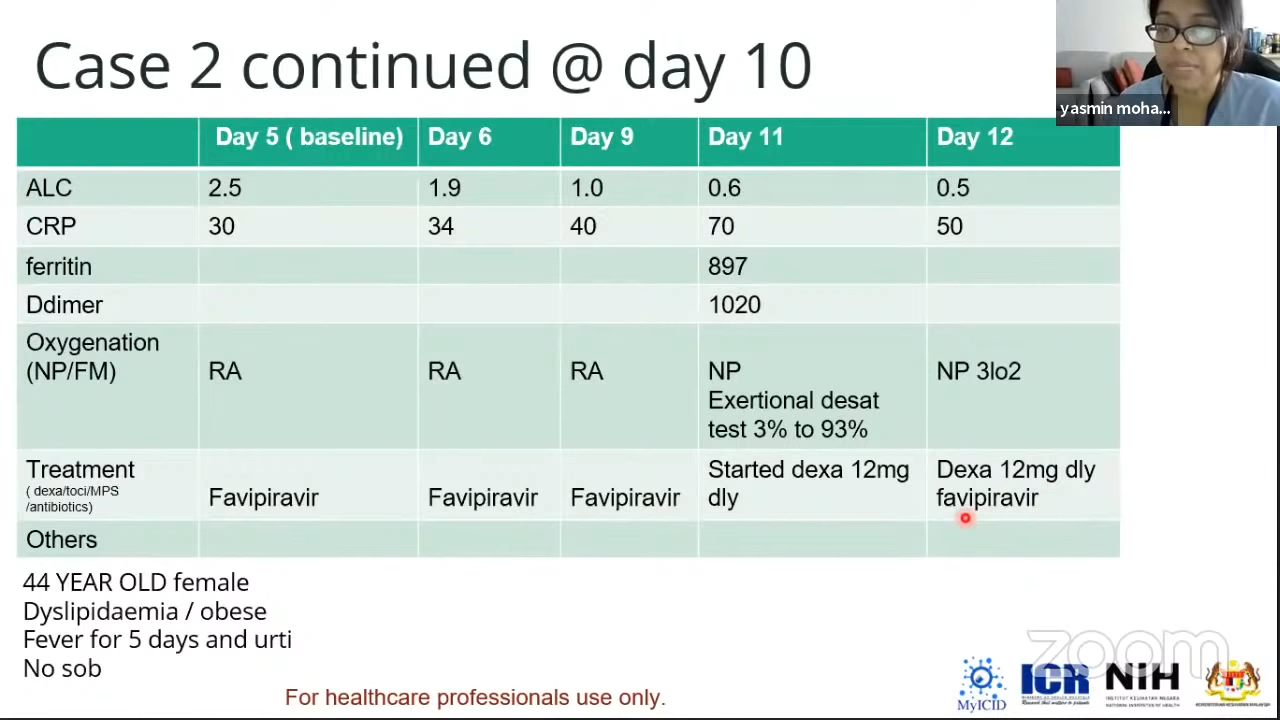 Case 2 continued @ day 10
yasmin moha...
Day 5 ( baseline) Day 6 Day 9 Day 11 Day 12
ALC 2.5 1.9 1.0 0.6 0.5
CRP 30 34 40 70 50
ferritin 897
Ddimer 1020
Oxygenation
(NP/FM) RA RA RA NP NP 3lo2
Exertional desat
test 3% to 93%
Treatment Started dexa 12mg Dexa 12mg dly
( dexa/toci/MPS
/antibiotics) Favipiravir Favipiravir Favipiravir dly favipiravir
Others
44 YEAR OLD female
Dyslipidaemia / obese
Fever for 5 days and urti
No sob
For healthcare professionals use only.
zoom
MyICID ICR NIH